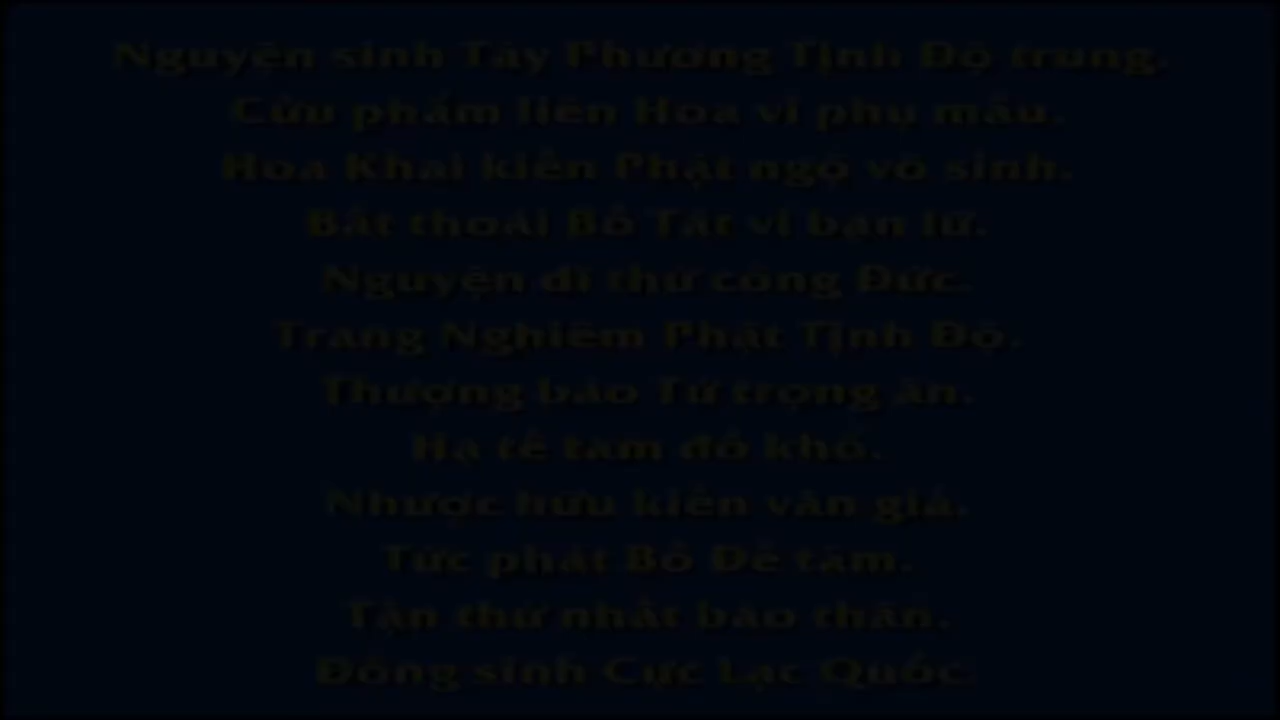 Nguyện sinh Tây Phương Tịnh Độ trung.
Cửu phẩm liên Hoa vi phụ mẫu.
Hoa Khai kiến Phật ngộ vô sinh.
Bất thoái Bồ Tát vi bạn lữ.
Nguyện dĩ thử công Đức.
Trang Nghiêm Phật Tịnh Độ.
Thượng báo Tứ trọng ân.
Hạ tế tam đồ khổ.
Nhược hữu kiến văn giả.
Tức phát Bồ Đề tâm.
Tận thử nhất báo thân.
Đồng sinh Cực Lạc Quốc.